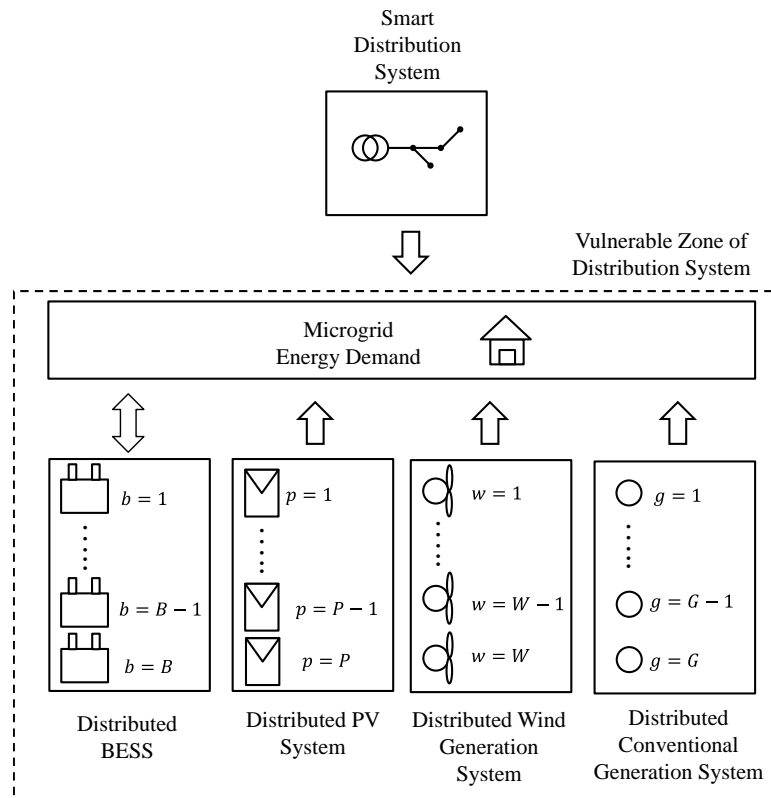 Smart
Distribution
System
Vulnerable Zone of
Distribution System
Microgrid
Energy Demand
b = 1
b = B − 1
b = B
p = 1
p = P − 1
p = P
w = 1
w = W − 1
w = W
g = 1
g = G − 1
g = G
Distributed
BESS
Distributed PV
System
Distributed Wind
Generation
System
Distributed
Conventional
Generation System